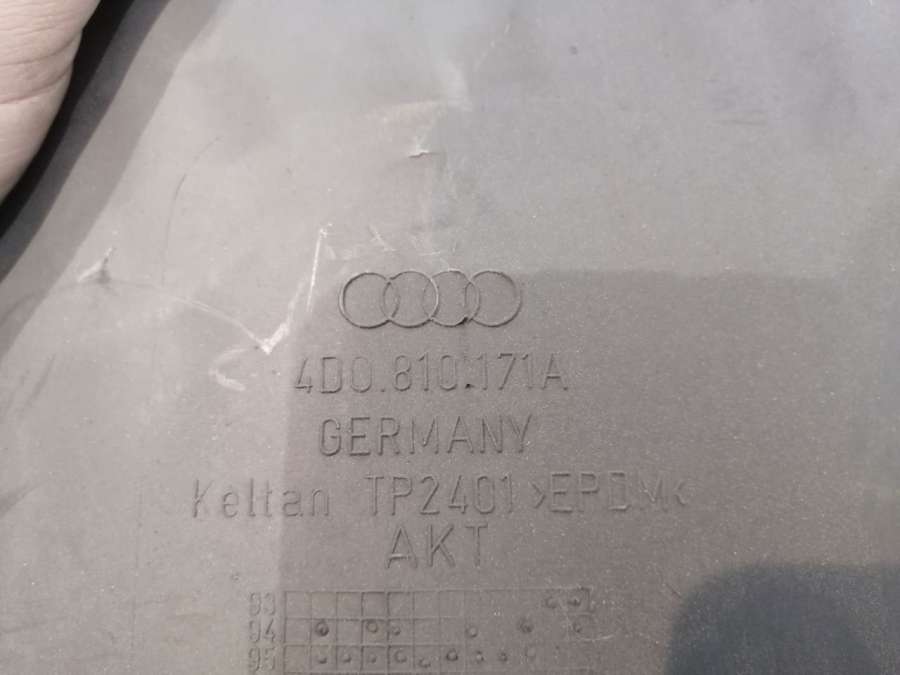 4D0.810.171A
GERMANY
Keltan TP2401 >EPDM<
AKT
93
94
95